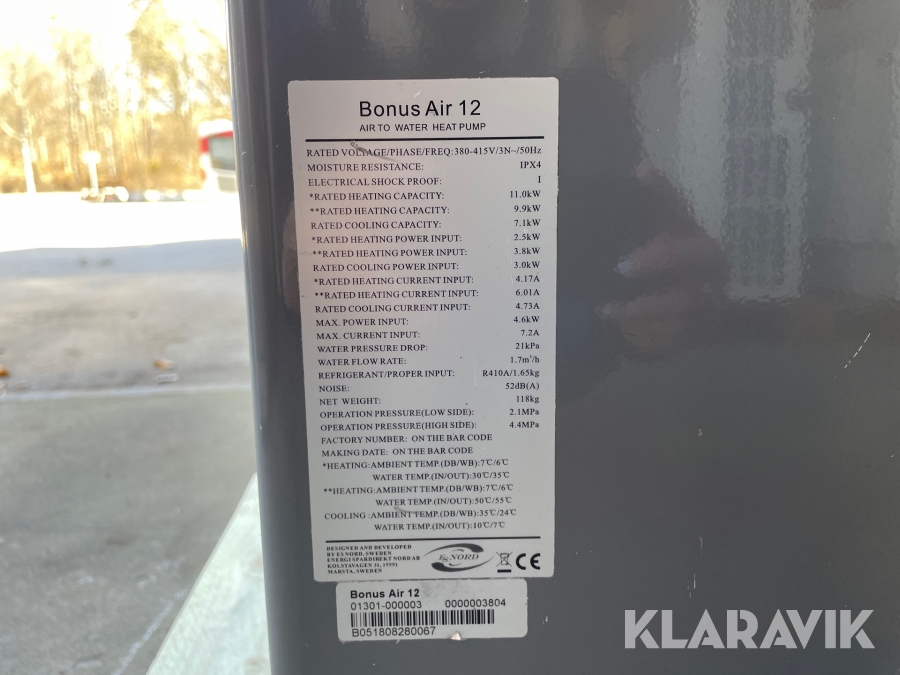 Bonus Air 12
AIR TO WATER HEAT PUMP
RATED VOLTAGE/PHASE/FREQ:380-415V/3N~/50Hz
MOISTURE RESISTANCE: IPX4
ELECTRICAL SHOCK PROOF: I
*RATED HEATING CAPACITY: 11.0kW
**RATED HEATING CAPACITY: 9.9kW
RATED COOLING CAPACITY: 7.1kW
*RATED HEATING POWER INPUT: 2.5kW
**RATED HEATING POWER INPUT: 3.8kW
RATED COOLING POWER INPUT: 3.0kW
*RATED HEATING CURRENT INPUT: 4.17A
**RATED HEATING CURRENT INPUT: 6.01A
RATED COOLING CURRENT INPUT: 4.73A
MAX. POWER INPUT: 4.6kW
MAX. CURRENT INPUT: 7.2A
WATER PRESSURE DROP: 21kPa
WATER FLOW RATE: 1.7m³/h
REFRIGERANT/PROPER INPUT: R410A/1.65kg
NOISE: 52dB(A)
NET WEIGHT: 118kg
OPERATION PRESSURE(LOW SIDE): 2.1MPa
OPERATION PRESSURE(HIGH SIDE): 4.4MPa
FACTORY NUMBER: ON THE BAR CODE
MAKING DATE: ON THE BAR CODE
*HEATING:AMBIENT TEMP.(DB/WB):7℃/6℃
WATER TEMP.(IN/OUT):30℃/35℃
**HEATING:AMBIENT TEMP.(DB/WB):7℃/6℃
WATER TEMP.(IN/OUT):50℃/55℃
COOLING:AMBIENT TEMP.(DB/WB):35℃/24℃
WATER TEMP.(IN/OUT):10℃/7℃
DESIGNED AND DEVELOPED
BY ES NORD, SWEDEN
ENERGISPARDIREKT NORD AB
KOLSTAVAGEN 31, 19591
MARSTA, SWEDEN
ES NORD
CE
Bonus Air 12
01301-000003 0000003804
B051808280067
KLARAVIK